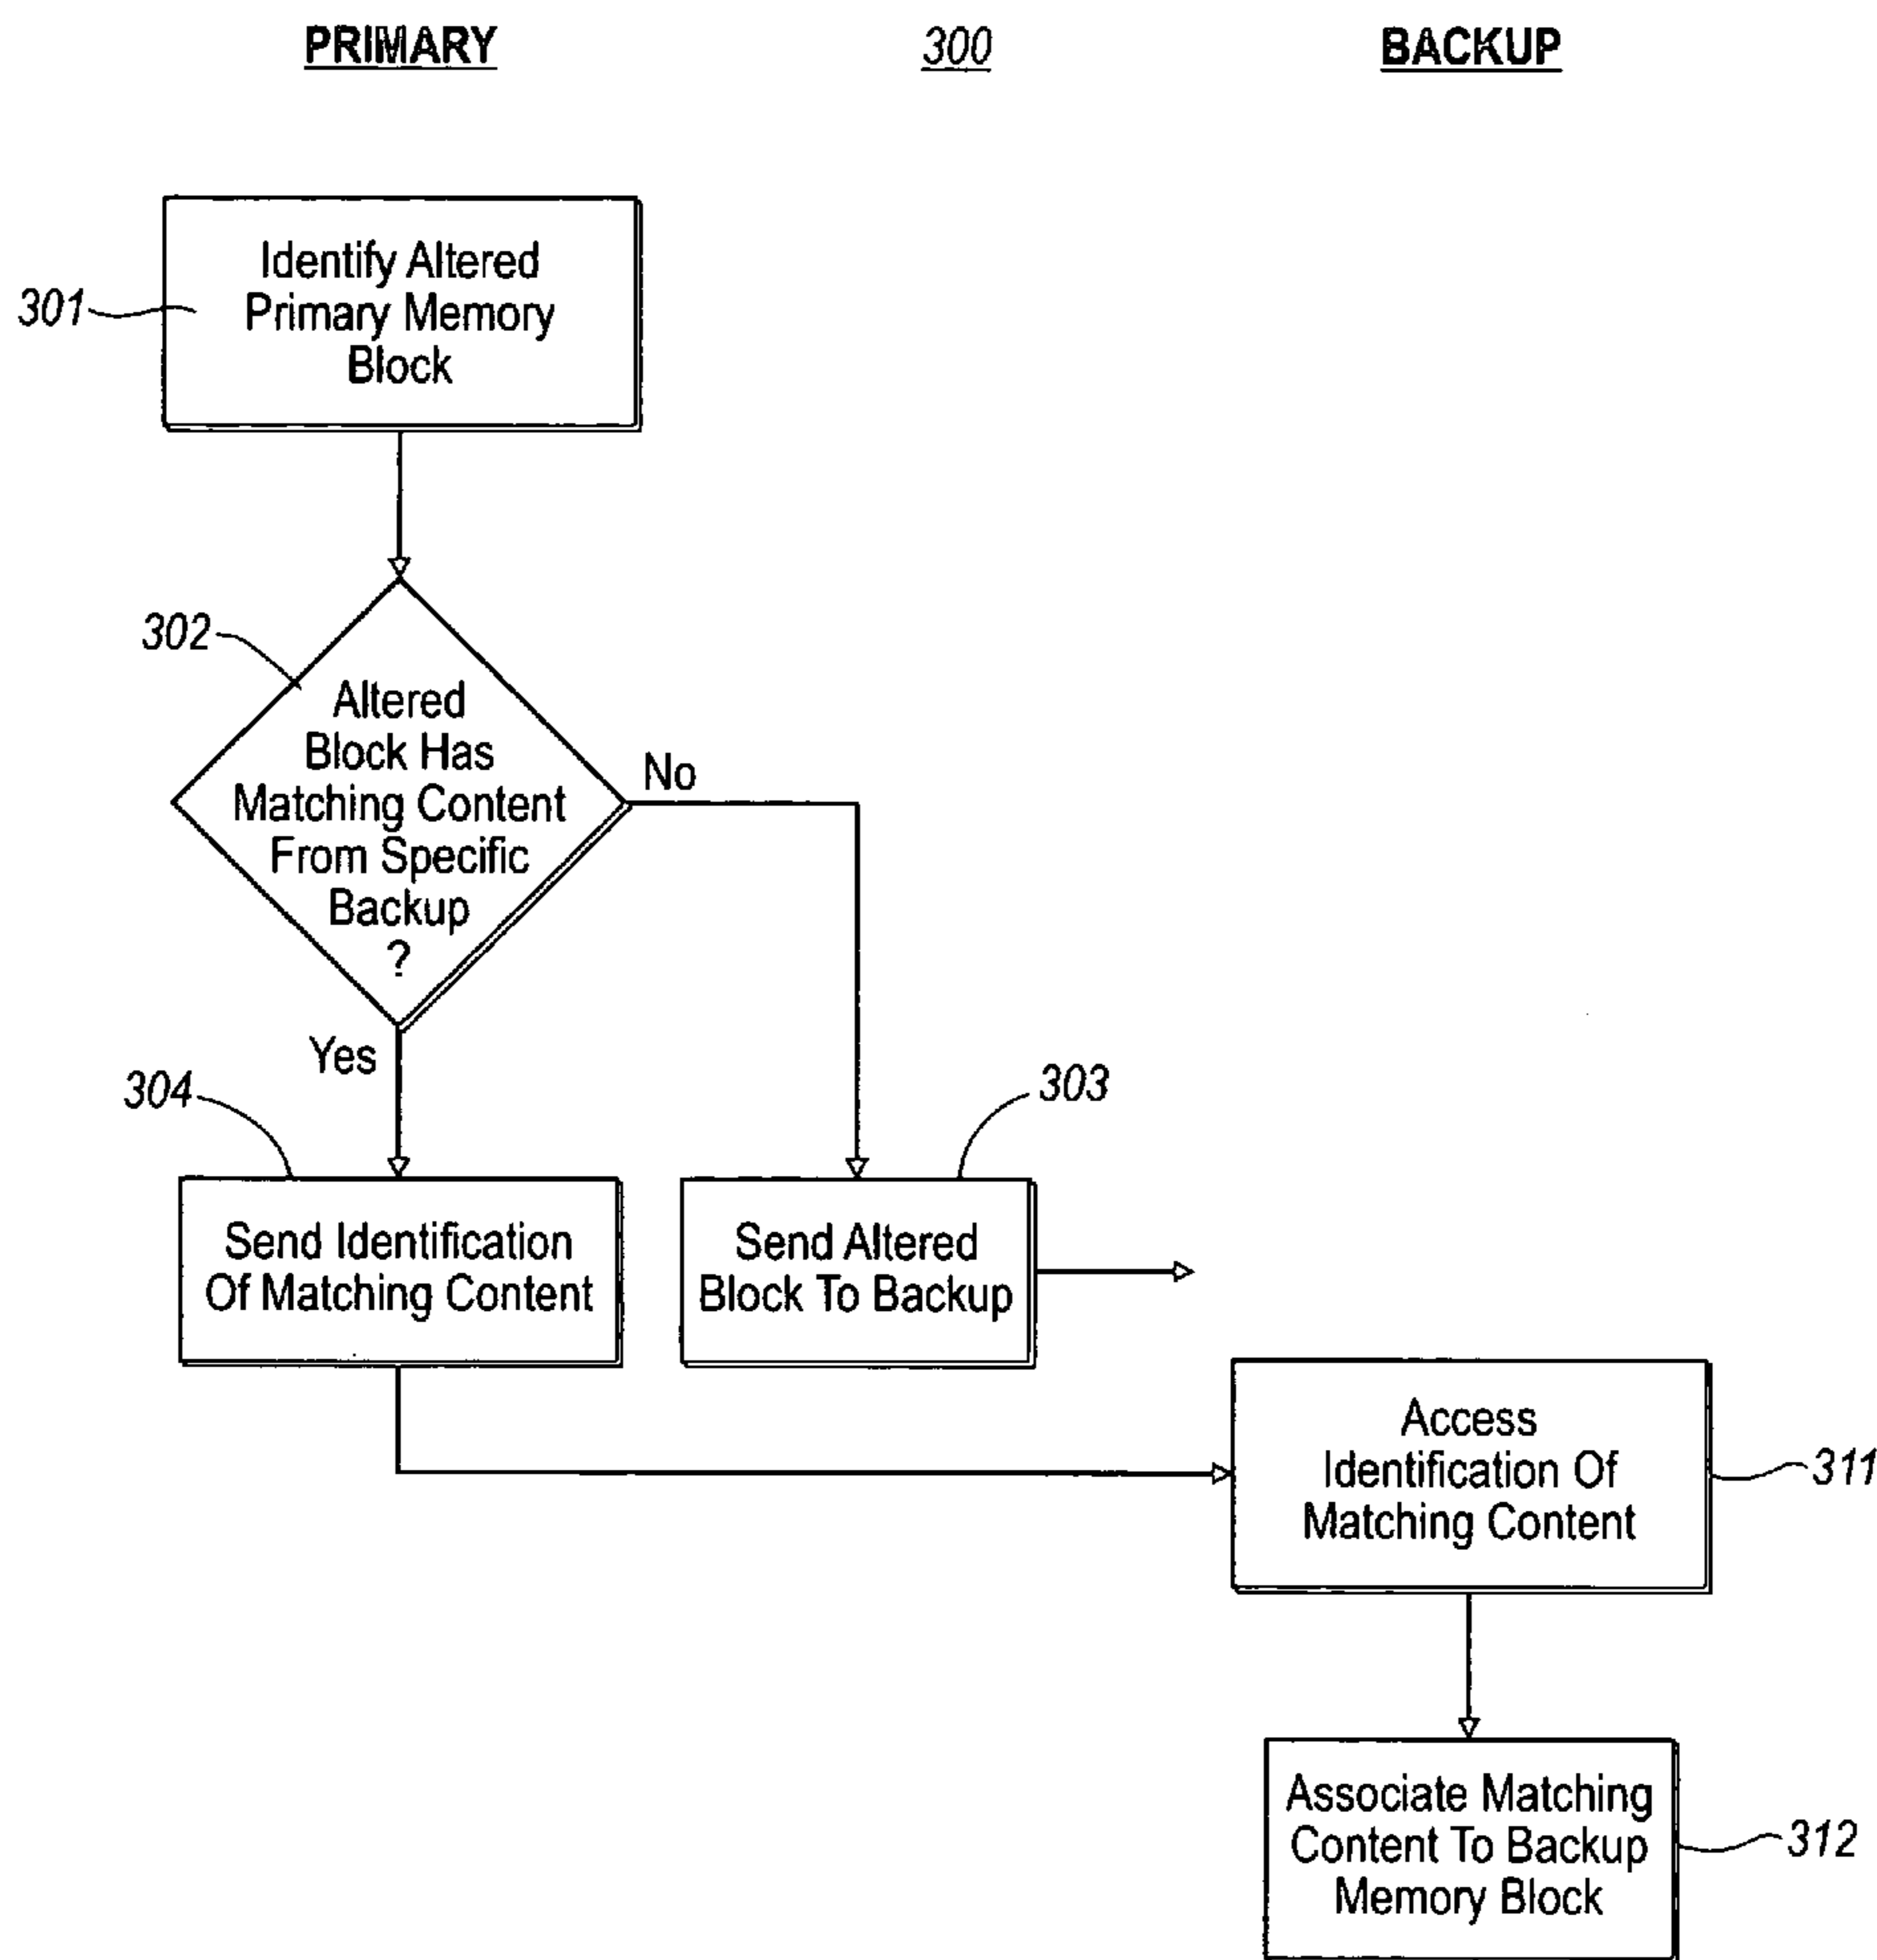 PRIMARY
300
BACKUP
301
Identify Altered
Primary Memory
Block
302
Altered
Block Has
Matching Content
From Specific
Backup
?
No
Yes
304
Send Identification
Of Matching Content
303
Send Altered
Block To Backup
Access
Identification Of
Matching Content
311
Associate Matching
Content To Backup
Memory Block
312